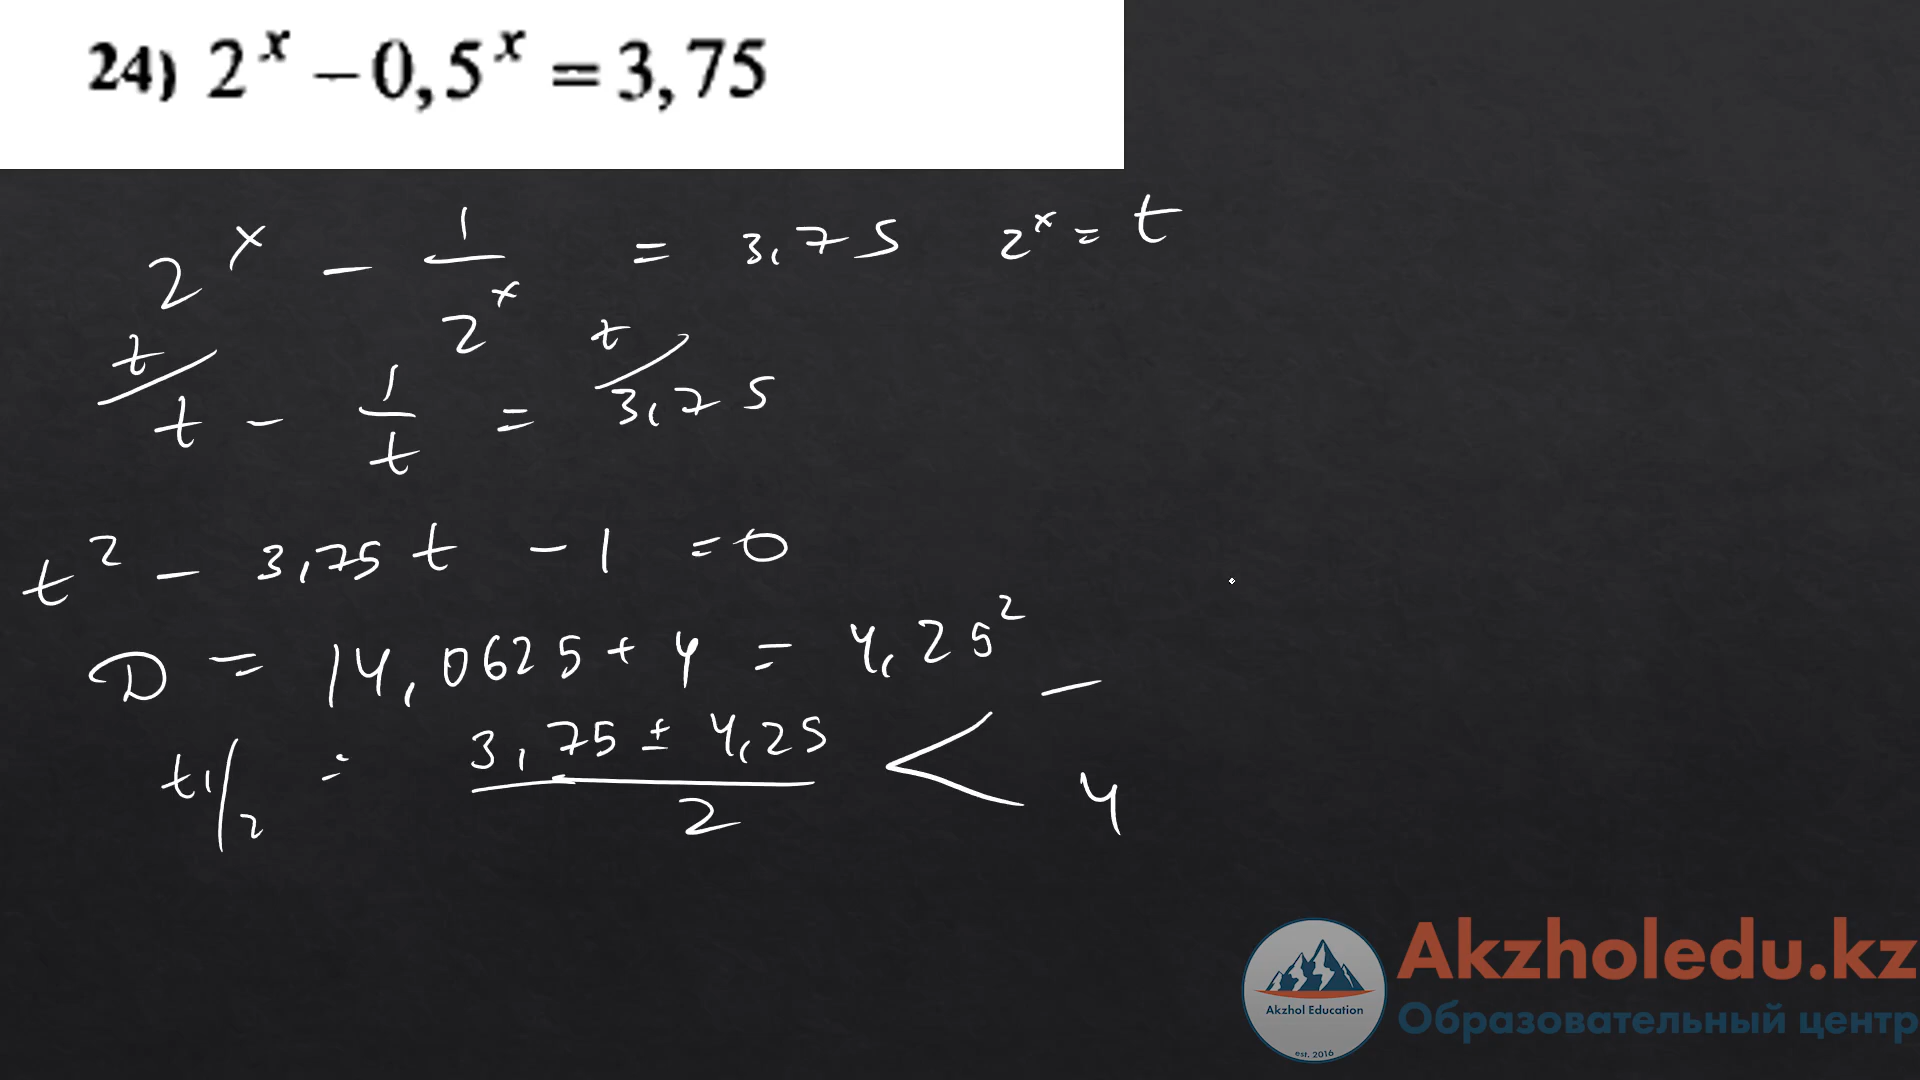 24) 2^x − 0,5^x = 3,75
2^x − 1/2^x = 3,75   2^x = t
t/ t − 1/t = t/ 3,75
t² − 3,75t − 1 = 0
D = 14,0625 + 4 = 4,25²
t1/2 = (3,75 ± 4,25)/2 < −
4
Akzholedu.kz
Образовательный центр
Akzhol Education
est. 2016